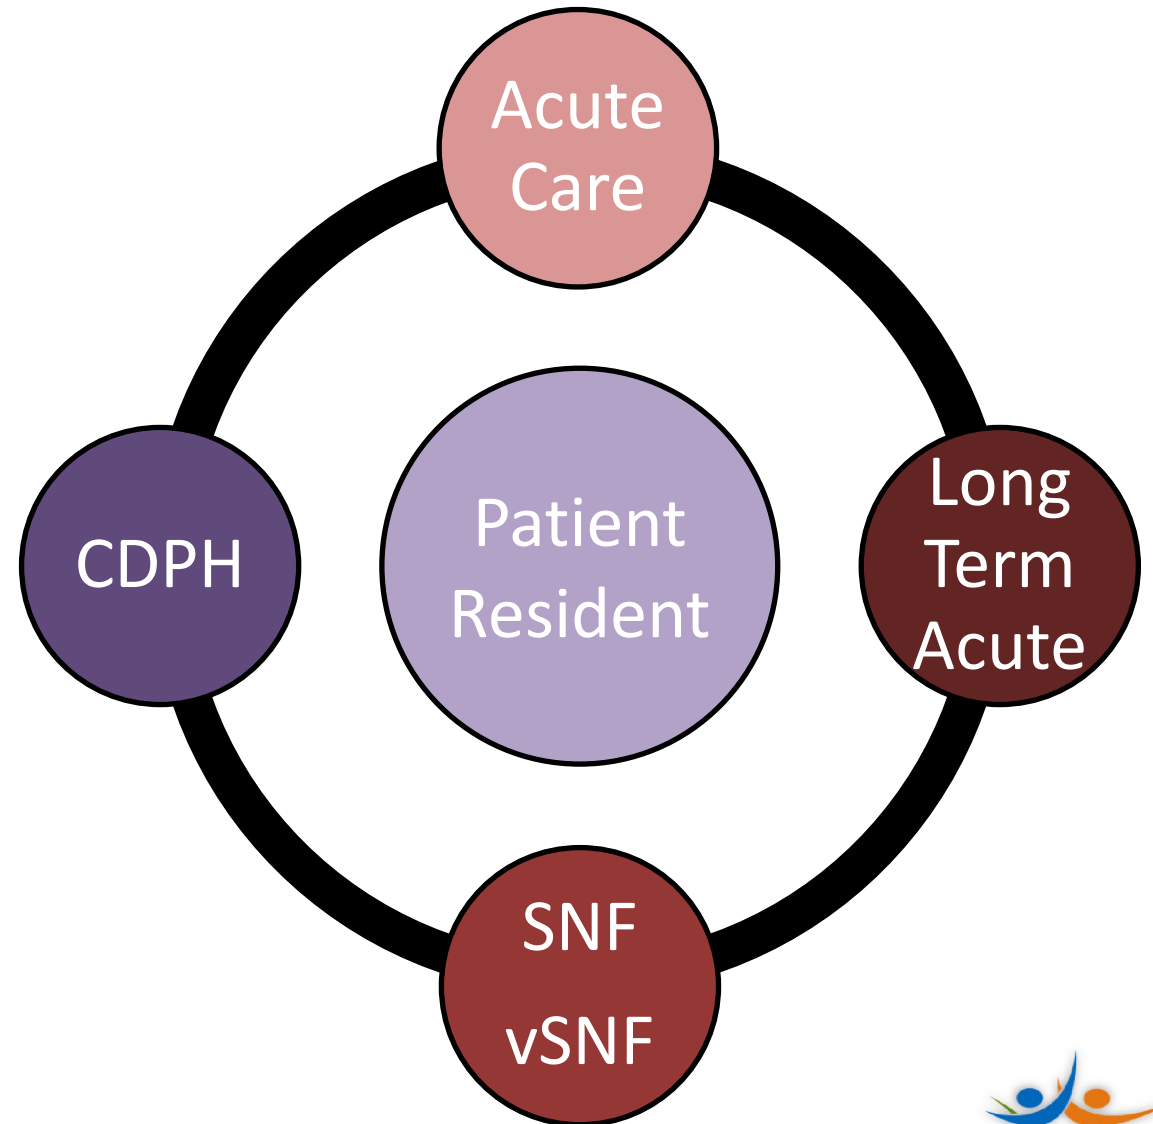 Acute
Care
CDPH
Patient
Resident
Long
Term
Acute
SNF
vSNF